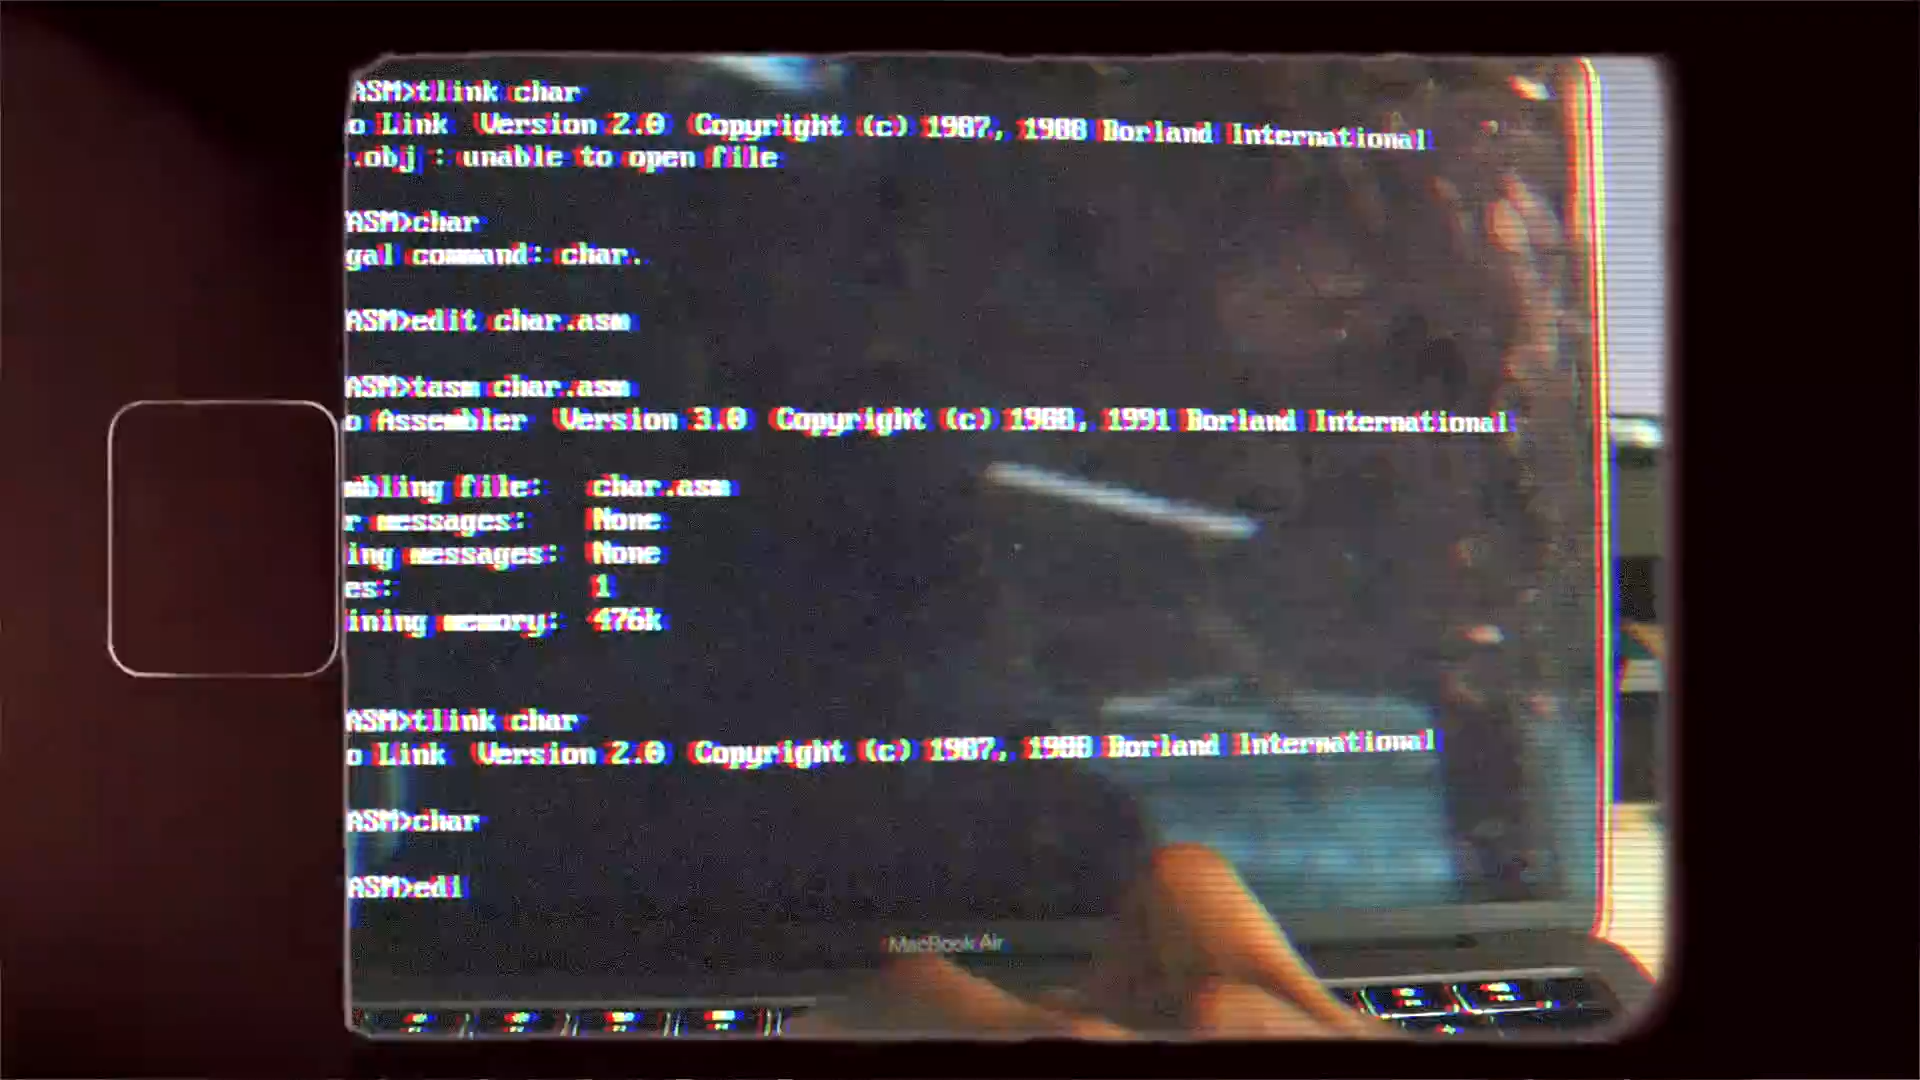 ASM>tlink char
o Link Version 2.0 Copyright (c) 1987, 1988 Borland International
.obj : unable to open file
ASM>char
gal command: char.
ASM>edit char.asm
ASM>tasm char.asm
o Assembler Version 3.0 Copyright (c) 1988, 1991 Borland International
mbling file: char.asm
r messages: None
ing messages: None
es: 1
ining memory: 476k
ASM>tlink char
o Link Version 2.0 Copyright (c) 1987, 1988 Borland International
ASM>char
ASM>edi
MacBook Air